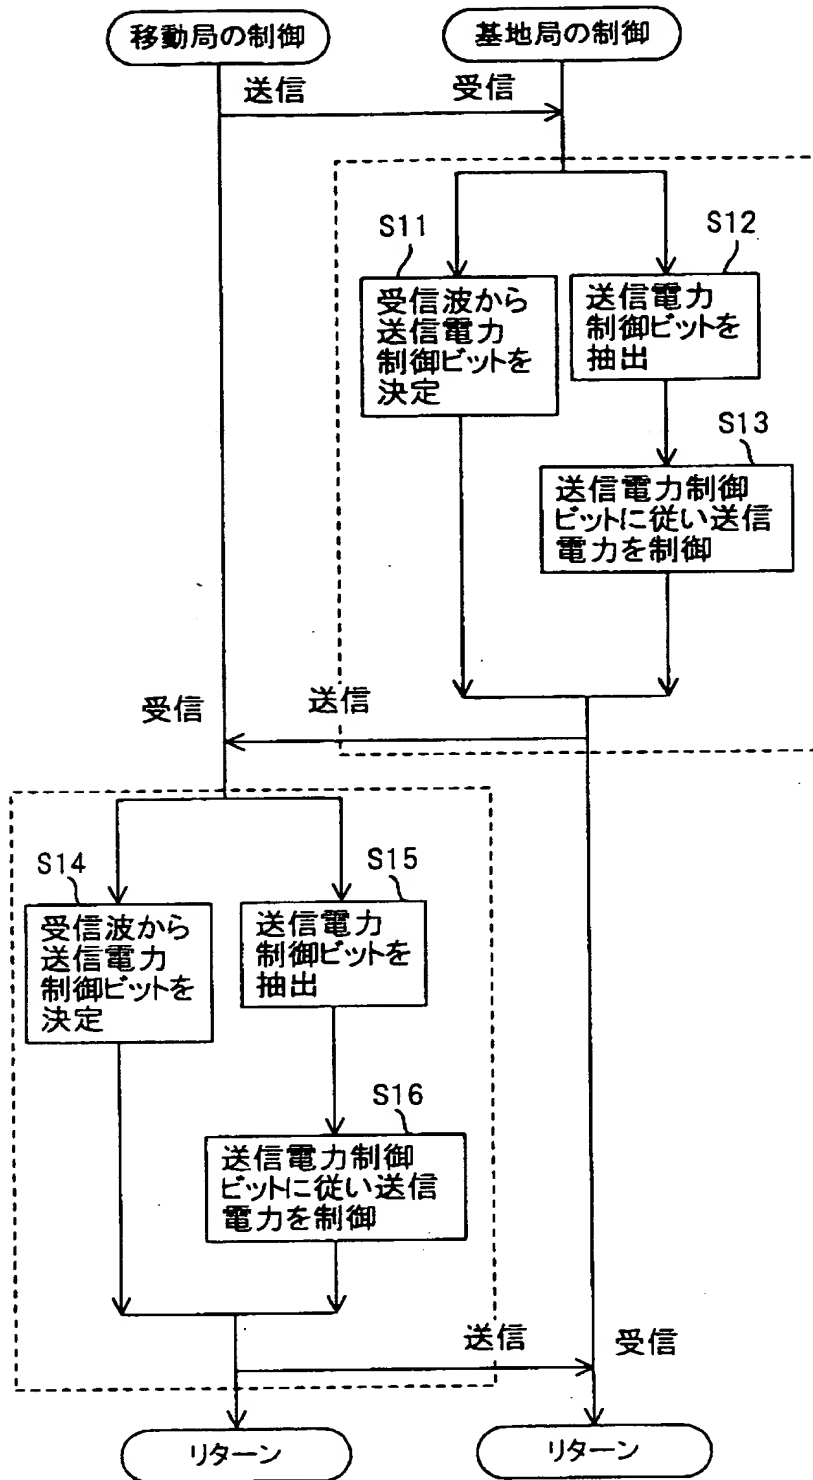 移動局の制御
基地局の制御
送信
受信
S11
S12
受信波から
送信電力
制御ビットを
決定
送信電力
制御ビットを
抽出
S13
送信電力制御
ビットに従い送信
電力を制御
受信
送信
S14
S15
受信波から
送信電力
制御ビットを
決定
送信電力
制御ビットを
抽出
S16
送信電力制御
ビットに従い送信
電力を制御
送信
受信
リターン
リターン